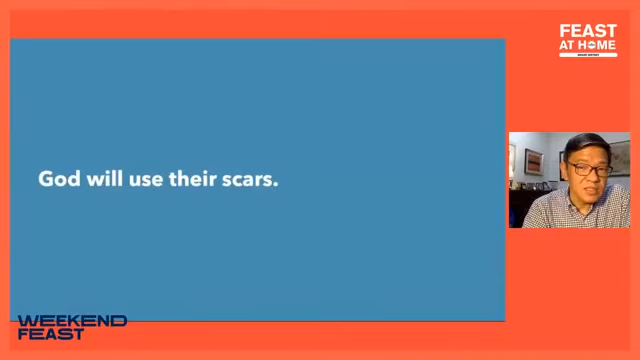 FEAST
AT HOME
God will use their scars.
WEEKEND
FEAST